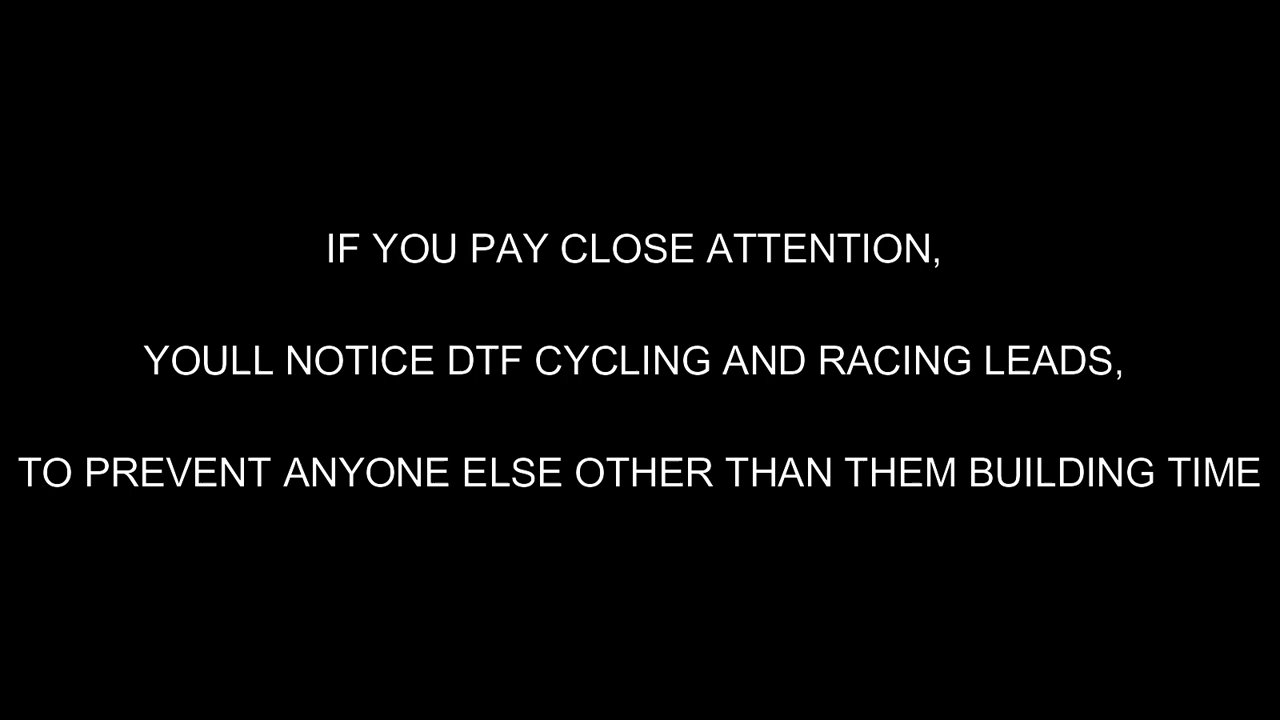 IF YOU PAY CLOSE ATTENTION,
YOULL NOTICE DTF CYCLING AND RACING LEADS,
TO PREVENT ANYONE ELSE OTHER THAN THEM BUILDING TIME